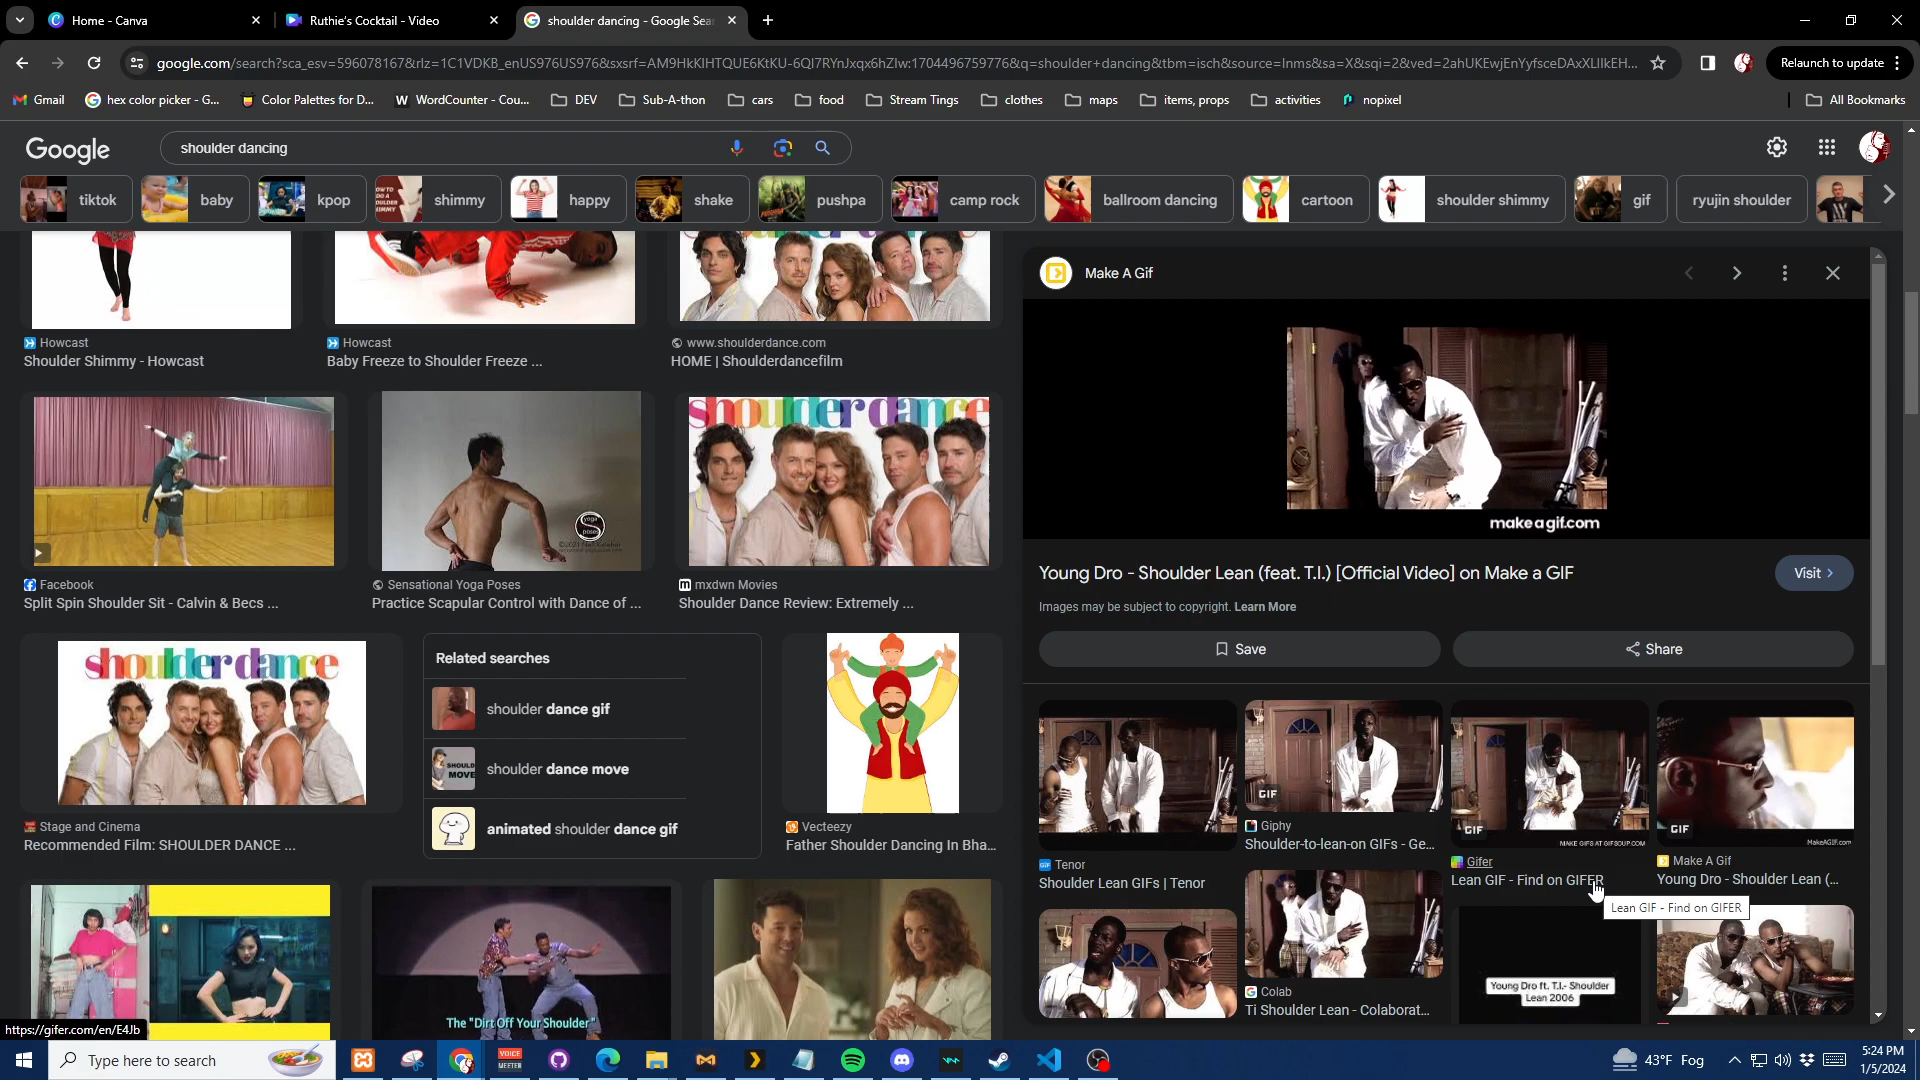 Home - Canva
Ruthie's Cocktail - Video
shoulder dancing - Google Sea
google.com/search?sca_esv=596078167&rlz=1C1VDKB_enUS976US976&sxsrf=AM9HkKlHTQUE6KtKU-6Ql7RYnJxqx6hZlw:1704496759776&q=shoulder+dancing&tbm=isch&source=lnms&sa=X&sqi=2&ved=2ahUKEwjEnYyfsceDAxXLlIkEH...
Relaunch to update
Gmail
hex color picker - G...
Color Palettes for D...
WordCounter - Cou...
DEV
Sub-A-thon
cars
food
Stream Tings
clothes
maps
items, props
activities
nopixel
All Bookmarks
Google
shoulder dancing
tiktok
baby
kpop
shimmy
happy
shake
pushpa
camp rock
ballroom dancing
cartoon
shoulder shimmy
gif
ryujin shoulder
Howcast
Shoulder Shimmy - Howcast
Howcast
Baby Freeze to Shoulder Freeze ...
www.shoulderdance.com
HOME | Shoulderdancefilm
shoulder dance
Facebook
Split Spin Shoulder Sit - Calvin & Becs ...
Sensational Yoga Poses
Practice Scapular Control with Dance of ...
mxdwn Movies
Shoulder Dance Review: Extremely ...
shoulder dance
Stage and Cinema
Recommended Film: SHOULDER DANCE ...
Related searches
shoulder dance gif
shoulder dance move
animated shoulder dance gif
Vecteezy
Father Shoulder Dancing In Bha...
The "Dirt Off Your Shoulder"
Make A Gif
makeagif.com
Young Dro - Shoulder Lean (feat. T.I.) [Official Video] on Make a GIF
Visit
Images may be subject to copyright. Learn More
Save
Share
Tenor
Shoulder Lean GIFs | Tenor
GIF
Giphy
Shoulder-to-lean-on GIFs - Ge...
GIF
MAKE GIFS AT GIFSOUP.COM
Gifer
Lean GIF - Find on GIFER
GIF
MakeAGIF.com
Make A Gif
Young Dro - Shoulder Lean (...
Lean GIF - Find on GIFER
Colab
Ti Shoulder Lean - Colaborat...
Young Dro ft. T.I.- Shoulder
Lean 2006
https://gifer.com/en/E4Jb
Type here to search
VOICE
MEETER
43°F Fog
5:24 PM
1/5/2024